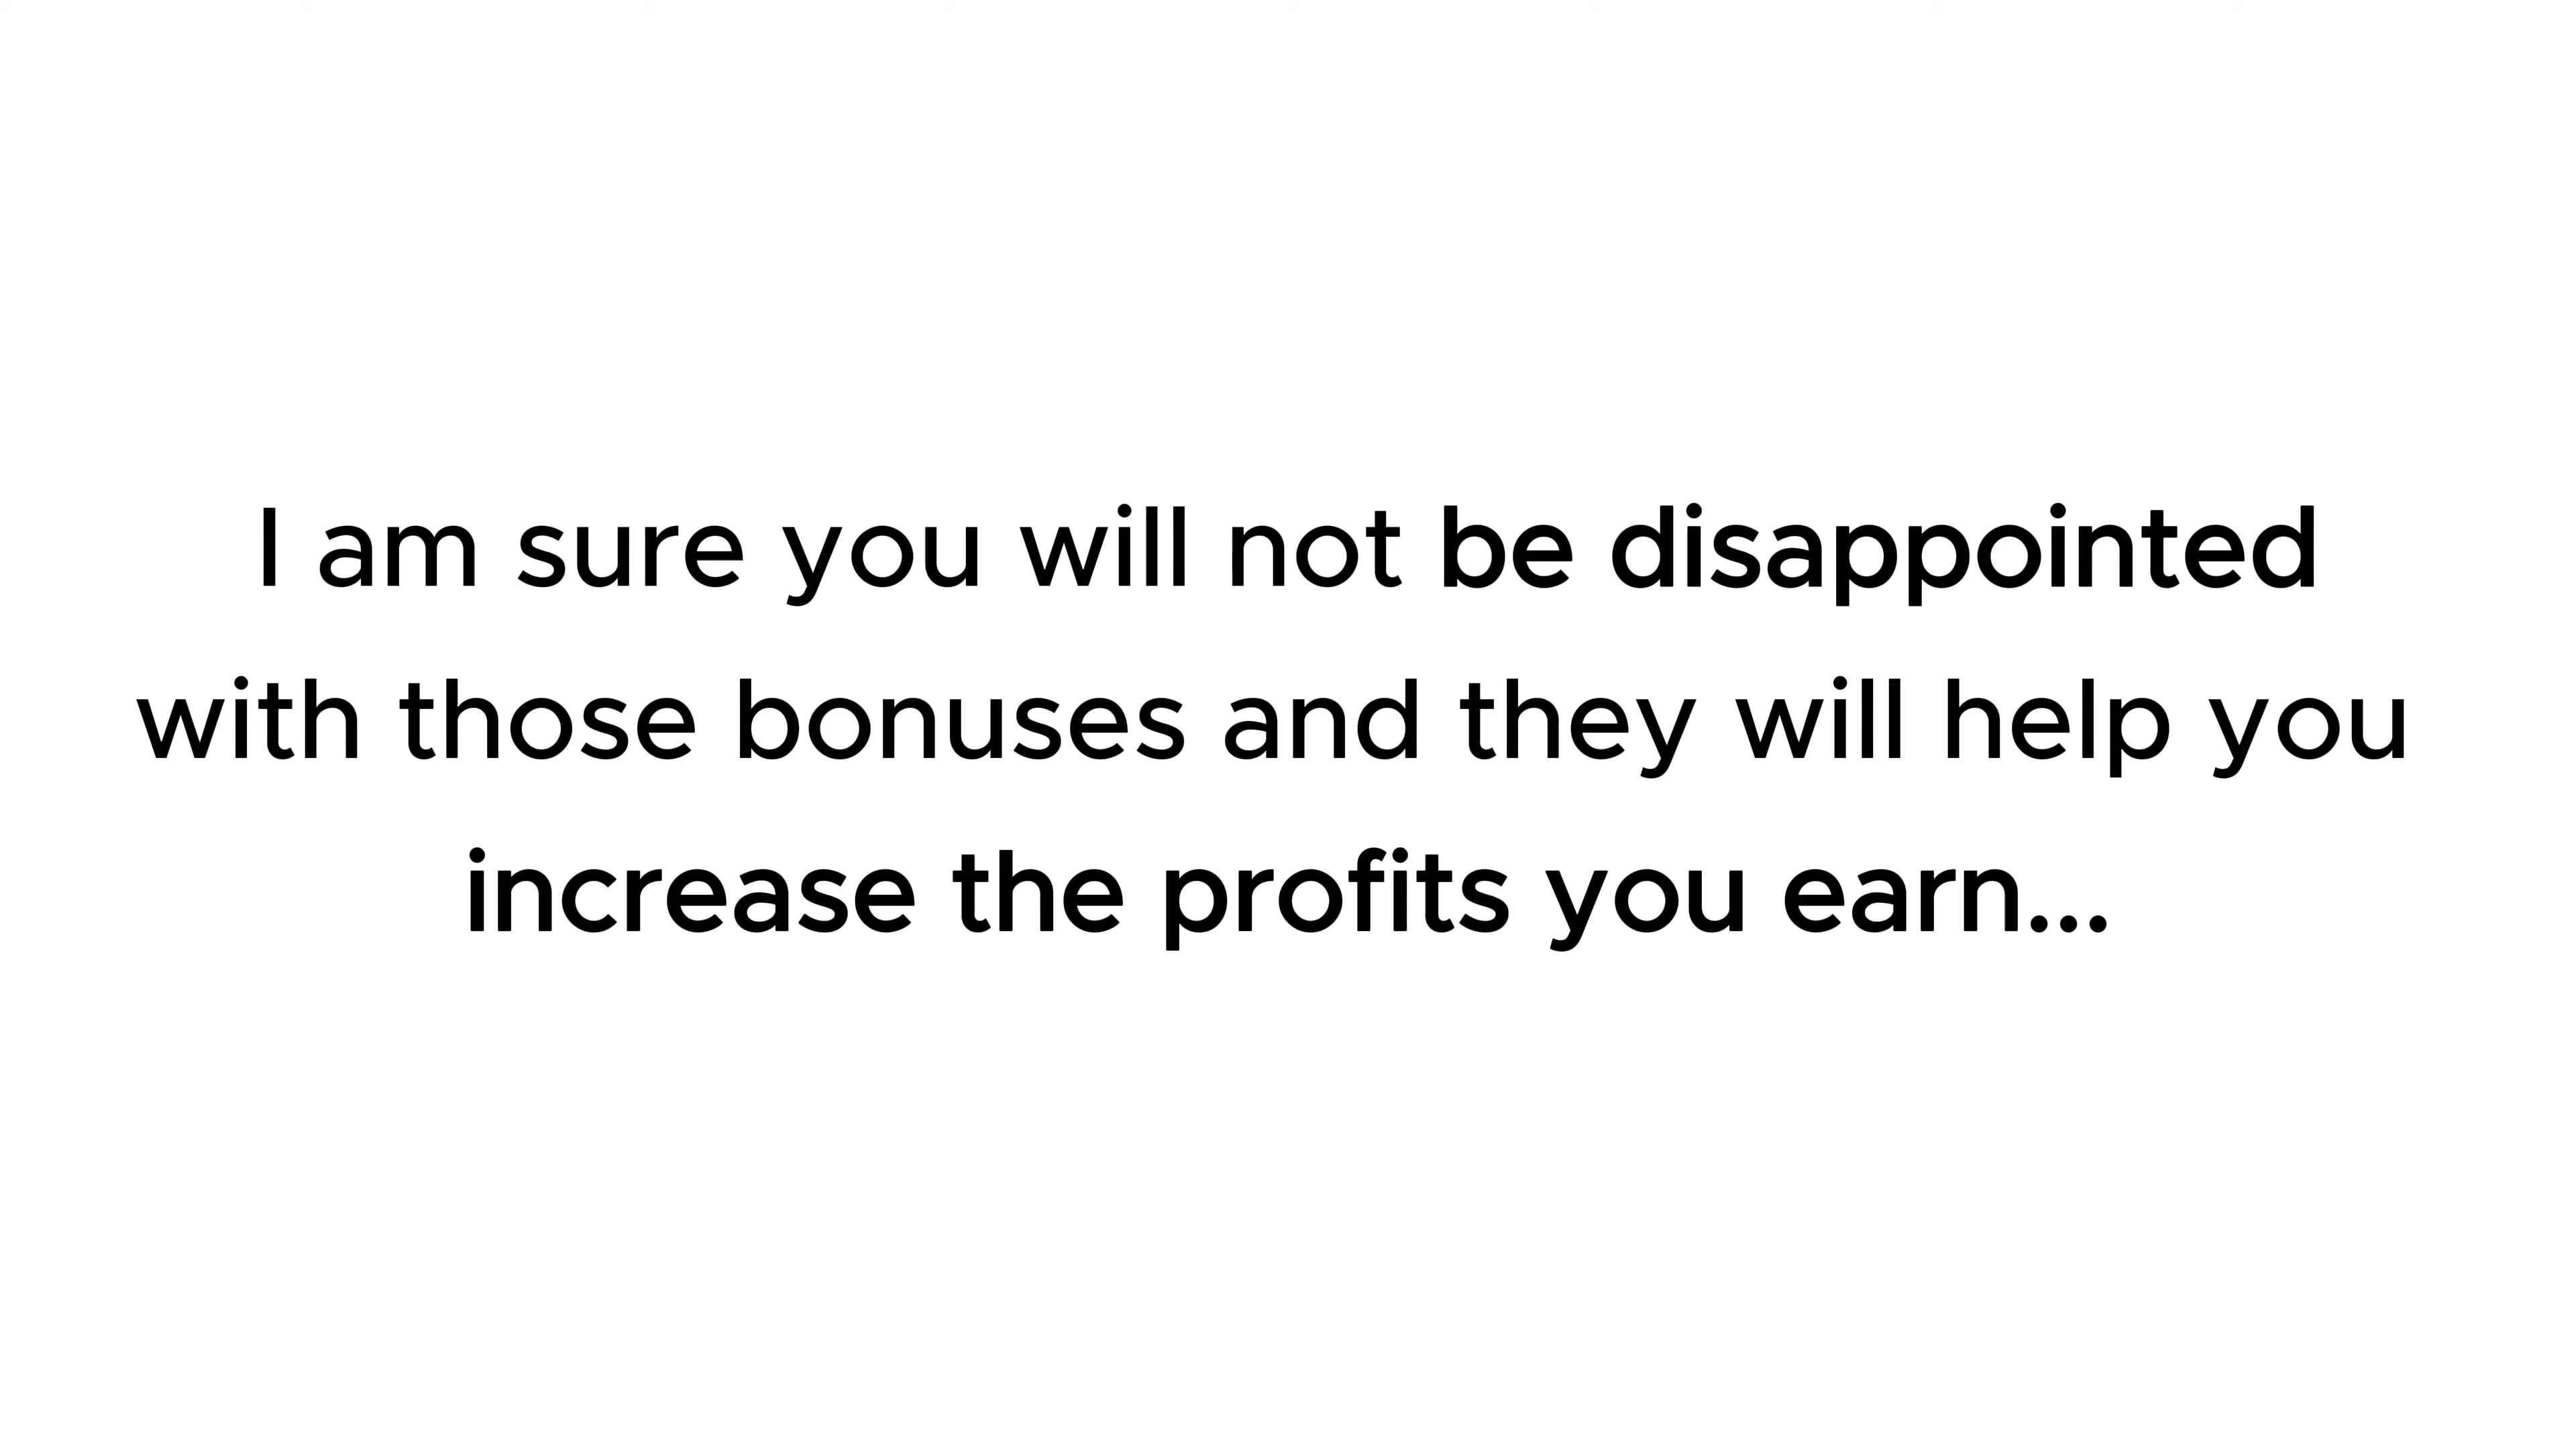 I am sure you will not be disappointed
with those bonuses and they will help you
increase the profits you earn...